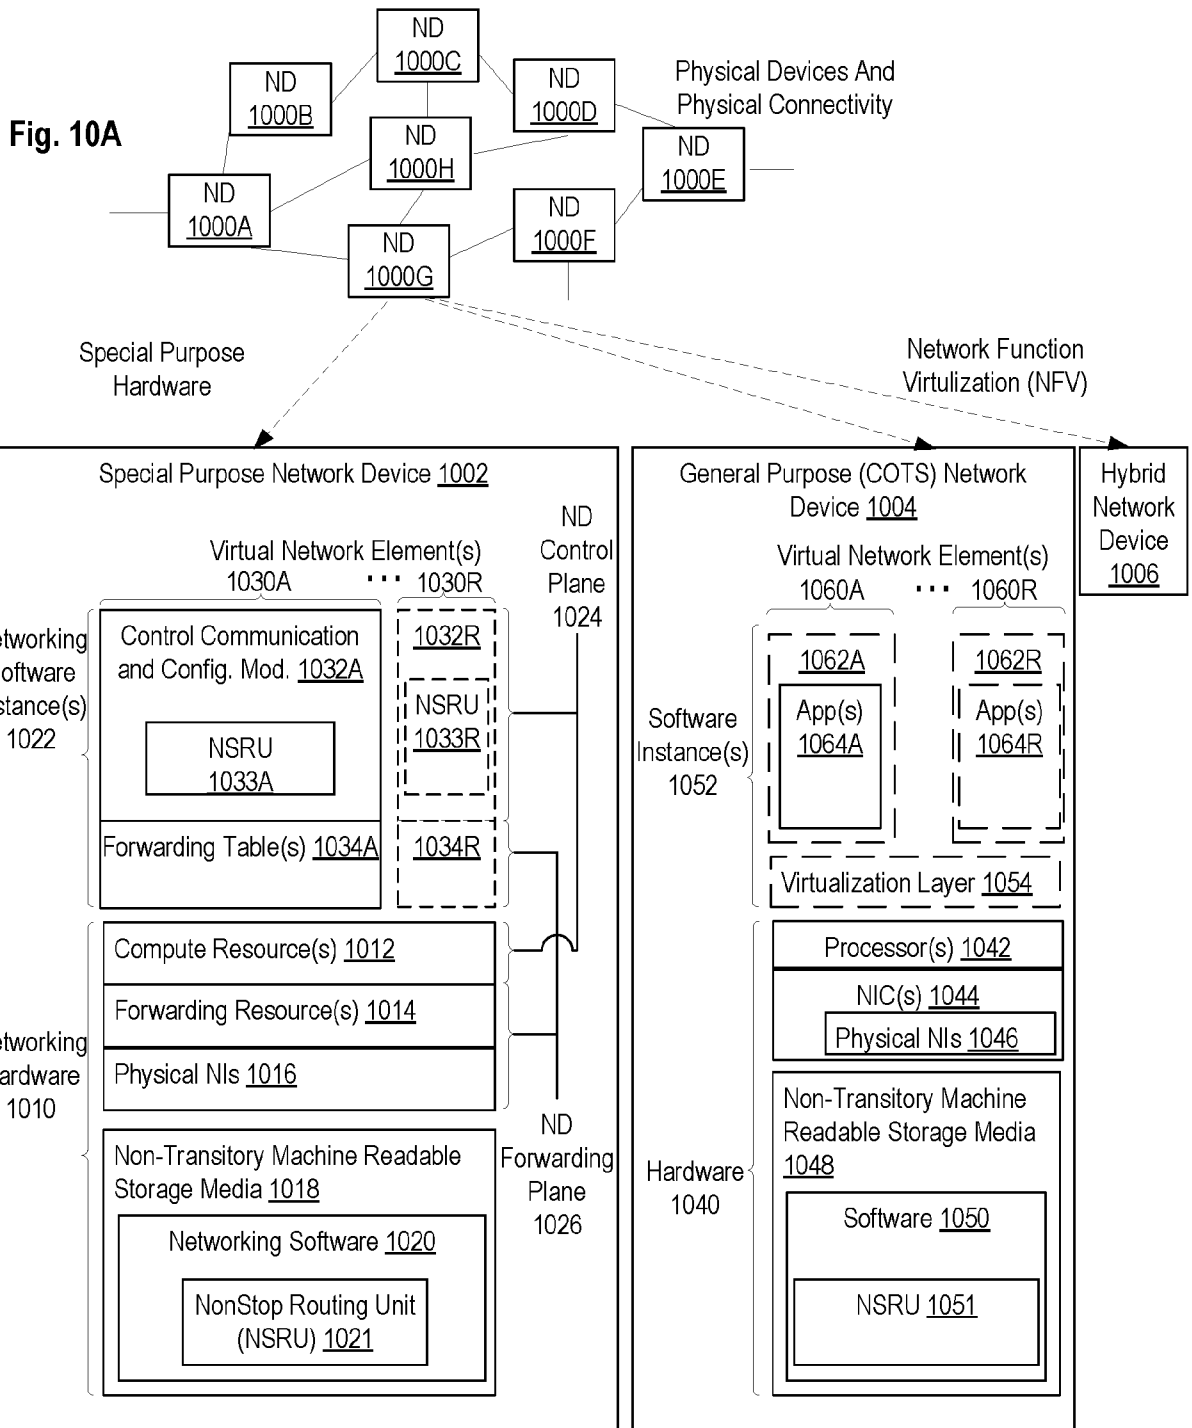 Fig. 10A
ND
1000C
ND
1000B
ND
1000D
Physical Devices And
Physical Connectivity
ND
1000H
ND
1000E
ND
1000A
ND
1000F
ND
1000G
Special Purpose
Hardware
Network Function
Virtulization (NFV)
Special Purpose Network Device 1002
Virtual Network Element(s)
1030A
...
1030R
ND
Control
Plane
1024
etworking
oftware
stance(s)
1022
Control Communication
and Config. Mod. 1032A
NSRU
1033A
1032R
NSRU
1033R
Forwarding Table(s) 1034A
1034R
etworking
ardware
1010
Compute Resource(s) 1012
Forwarding Resource(s) 1014
Physical NIs 1016
ND
Forwarding
Plane
1026
Non-Transitory Machine Readable
Storage Media 1018
Networking Software 1020
NonStop Routing Unit
(NSRU) 1021
General Purpose (COTS) Network
Device 1004
Virtual Network Element(s)
1060A
...
1060R
Software
Instance(s)
1052
1062A
App(s)
1064A
1062R
App(s)
1064R
Virtualization Layer 1054
Hardware
1040
Processor(s) 1042
NIC(s) 1044
Physical NIs 1046
Non-Transitory Machine
Readable Storage Media
1048
Software 1050
NSRU 1051
Hybrid
Network
Device
1006